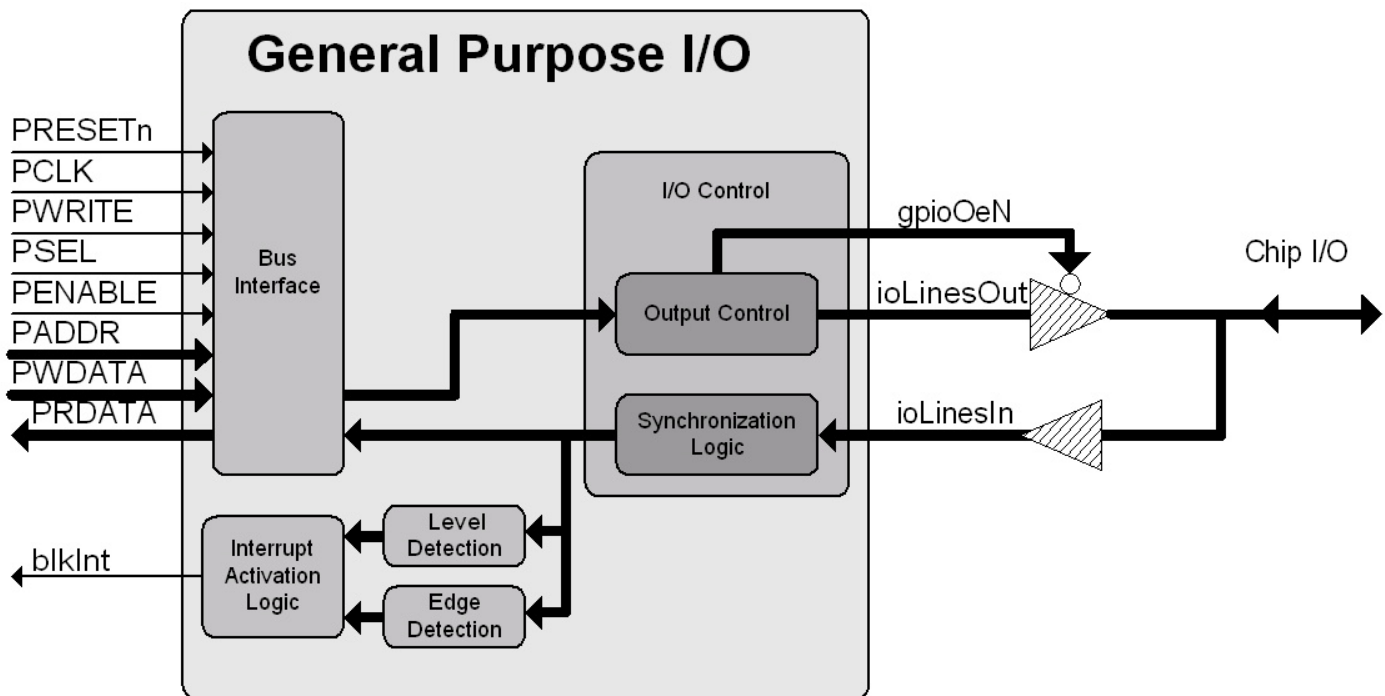 General Purpose I/O
PRESETn
PCLK
PWRITE
PSEL
PENABLE
PADDR
PWDATA
PRDATA
Bus
Interface
I/O Control
Output Control
Synchronization
Logic
gpioOeN
ioLinesOut
ioLinesIn
Chip I/O
Level
Detection
Edge
Detection
Interrupt
Activation
Logic
blkInt